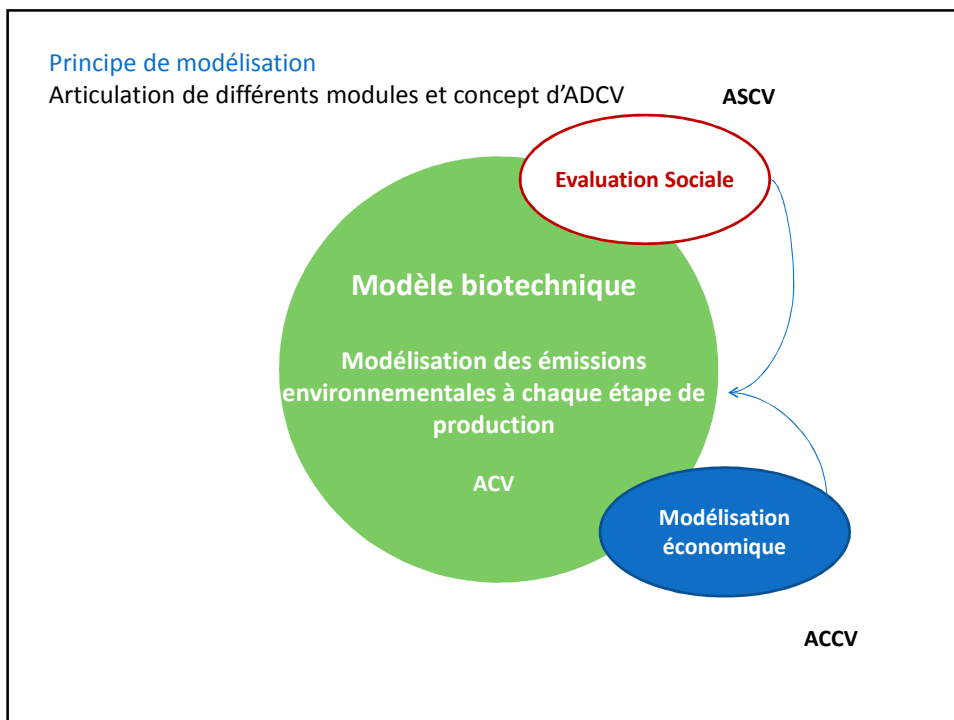 Principe de modélisation
Articulation de différents modules et concept d’ADCV
ASCV
Evaluation Sociale
Modèle biotechnique
Modélisation des émissions
environnementales à chaque étape de
production
ACV
Modélisation
économique
ACCV